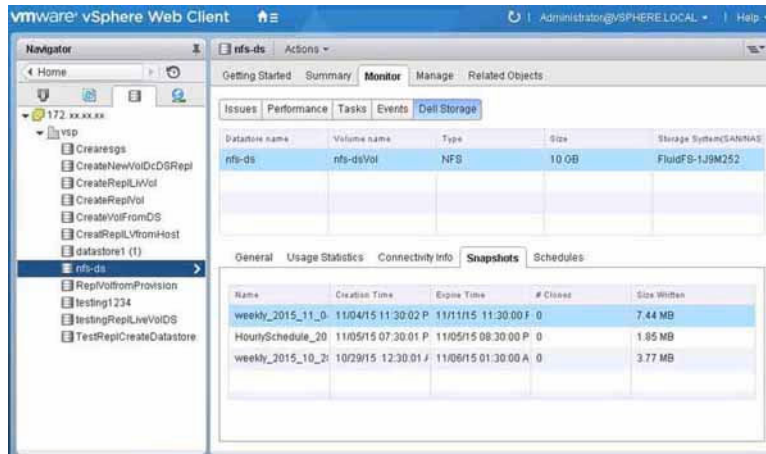 vmware® vSphere Web Client
Administrator@VSPHERE.LOCAL
Help
Navigator
Home
172.xx.xx.xx
vsp
Crearesgs
CreateNewVolDcDSRepl
CreateReplLivVol
CreateReplVol
CreateVolFromDS
CreatReplLVfromHost
datastore1 (1)
nfs-ds
ReplVolfromProvision
testing1234
testingReplLiveVolDS
TestReplCreateDatastore
nfs-ds Actions
Getting Started Summary Monitor Manage Related Objects
Issues Performance Tasks Events Dell Storage
Datastore name Volume name Type Size Storage System(SAN/NAS
nfs-ds nfs-dsVol NFS 10 GB FluidFS-1J9M252
General Usage Statistics Connectivity Info Snapshots Schedules
Name Creation Time Expire Time # Clones Size Written
weekly_2015_11_0 11/04/15 11:30:02 P 11/11/15 11:30:00 F 0 7.44 MB
HourlySchedule_20 11/05/15 07:30:01 P 11/05/15 08:30:00 P 0 1.85 MB
weekly_2015_10_2 10/29/15 12:30:01 A 11/06/15 01:30:00 A 0 3.77 MB